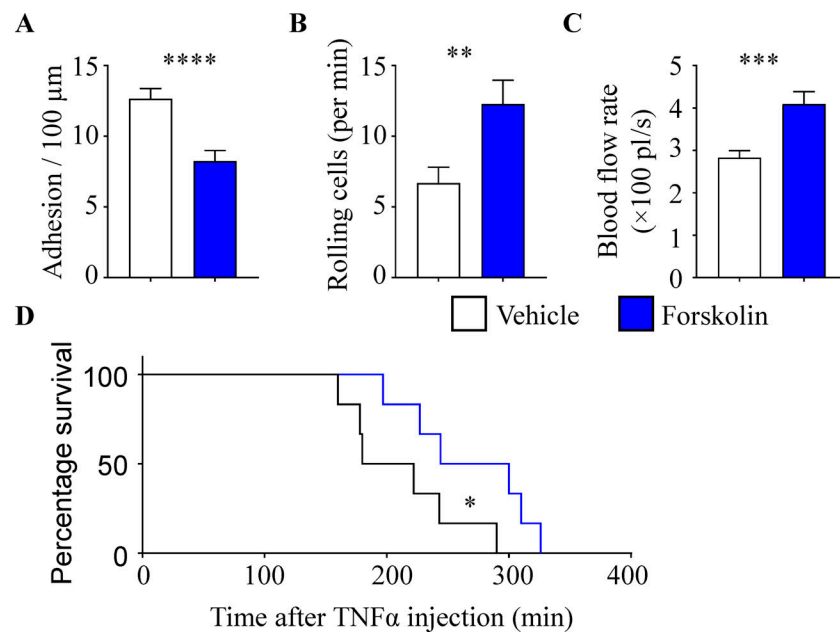 A
****
Adhesion / 100 μm
15
10
5
0
B
**
Rolling cells (per min)
15
10
5
0
C
***
Blood flow rate
(×100 pl/s)
5
4
3
2
1
0
Vehicle
Forskolin
D
Percentage survival
100
50
0
*
0 100 200 300 400
Time after TNFα injection (min)